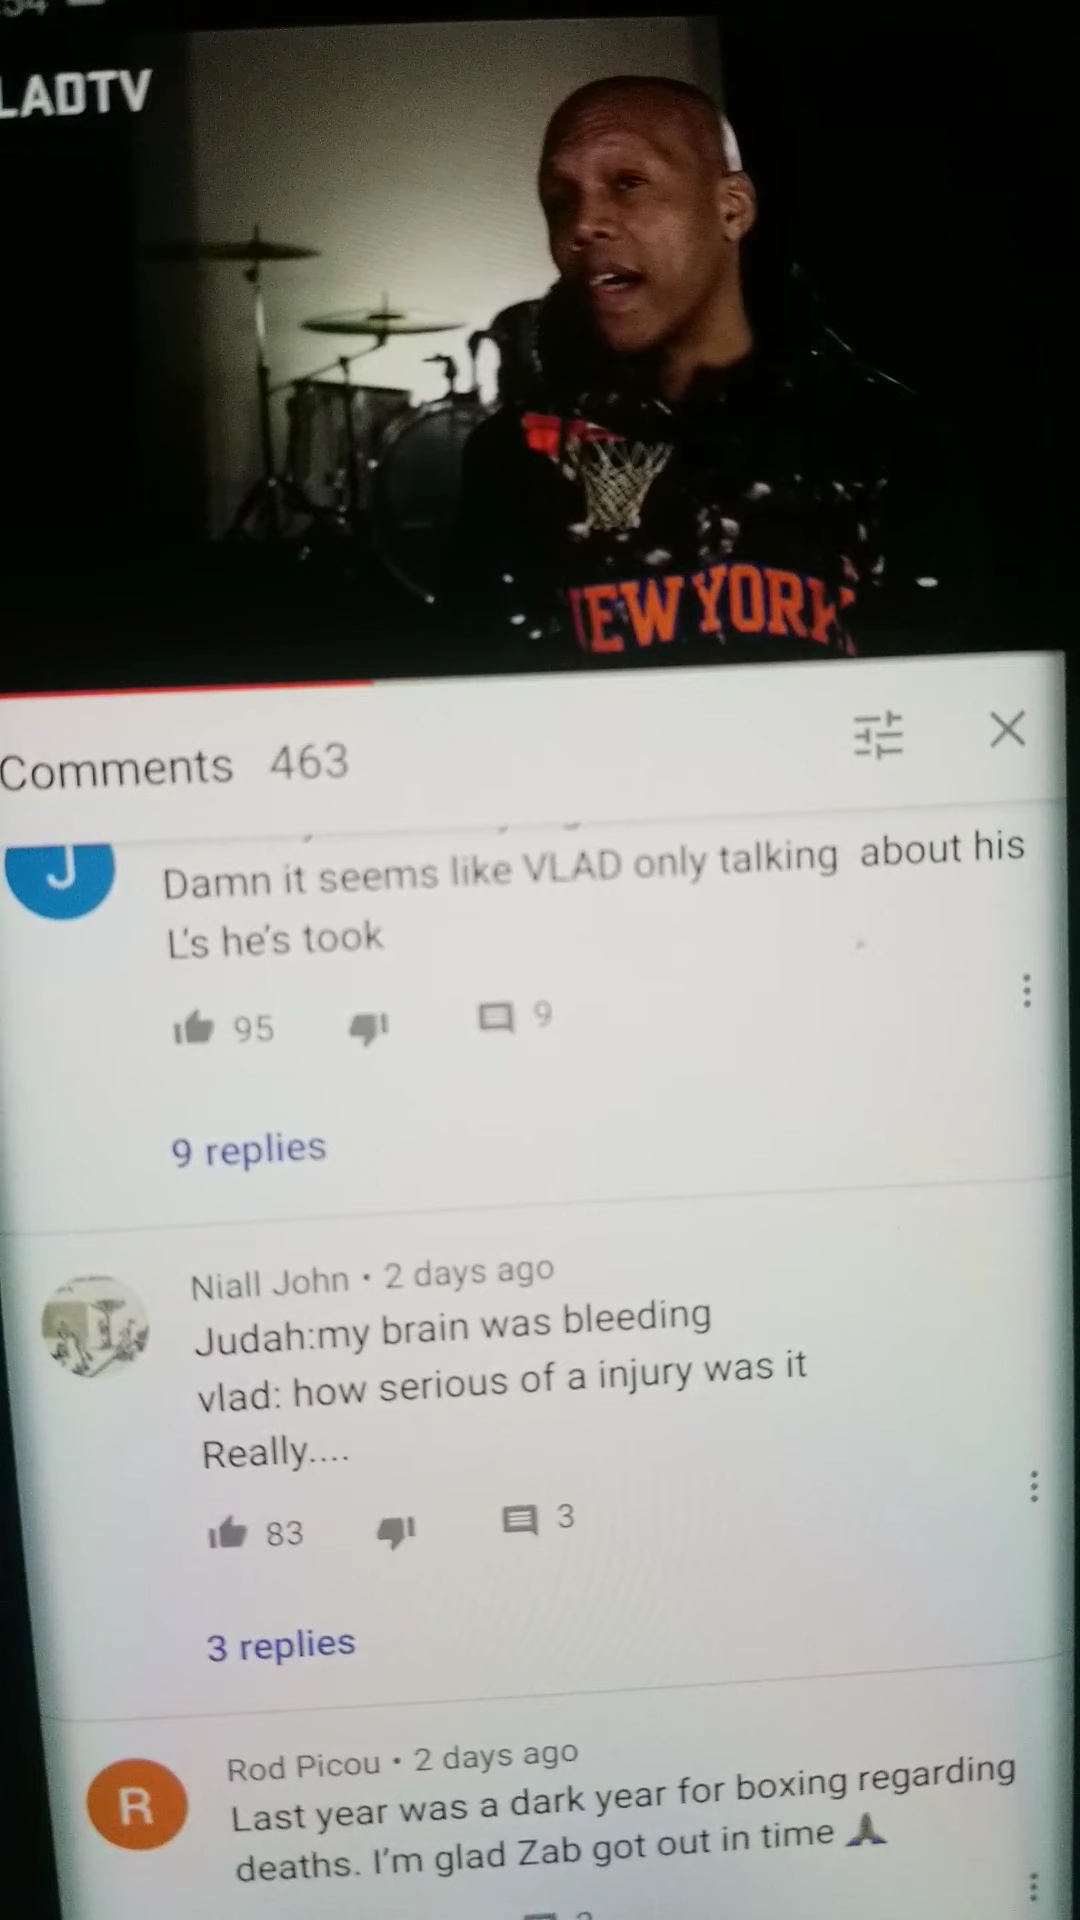 LADTV
NEW YORK
Comments 463
J
Damn it seems like VLAD only talking about his
L's he's took
95 9
9 replies
Niall John • 2 days ago
Judah:my brain was bleeding
vlad: how serious of a injury was it
Really....
83 3
3 replies
R
Rod Picou • 2 days ago
Last year was a dark year for boxing regarding
deaths. I'm glad Zab got out in time 🙏